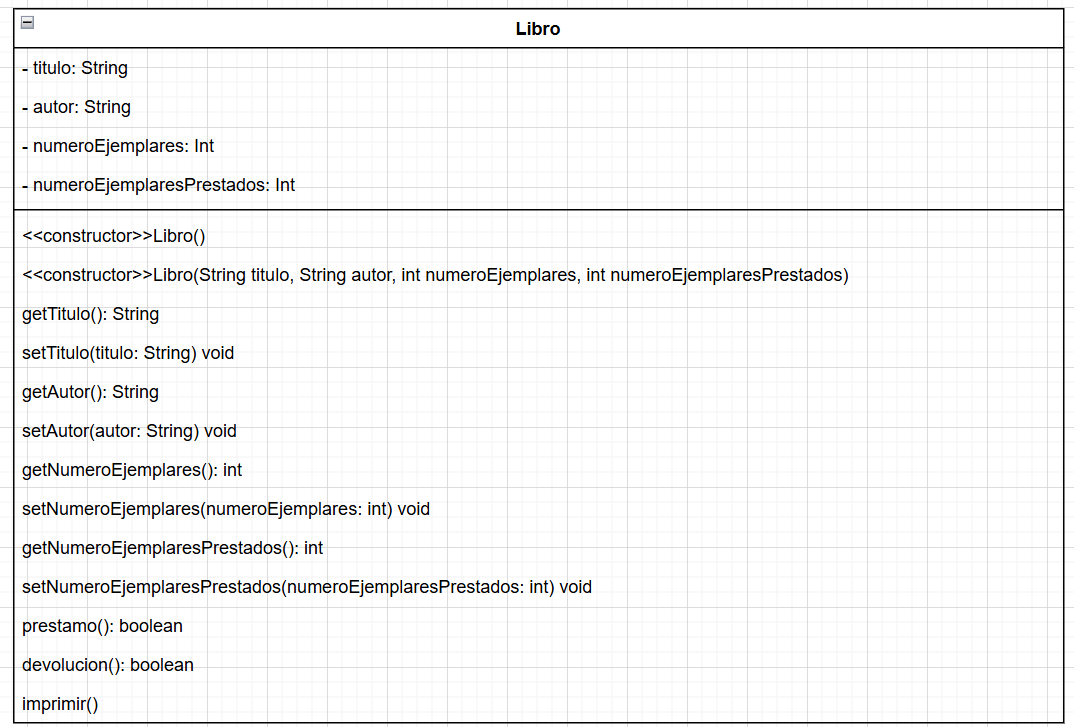 Libro
- titulo: String
- autor: String
- numeroEjemplares: Int
- numeroEjemplaresPrestados: Int
<<constructor>>Libro()
<<constructor>>Libro(String titulo, String autor, int numeroEjemplares, int numeroEjemplaresPrestados)
getTitulo(): String
setTitulo(titulo: String) void
getAutor(): String
setAutor(autor: String) void
getNumeroEjemplares(): int
setNumeroEjemplares(numeroEjemplares: int) void
getNumeroEjemplaresPrestados(): int
setNumeroEjemplaresPrestados(numeroEjemplaresPrestados: int) void
prestamo(): boolean
devolucion(): boolean
imprimir()